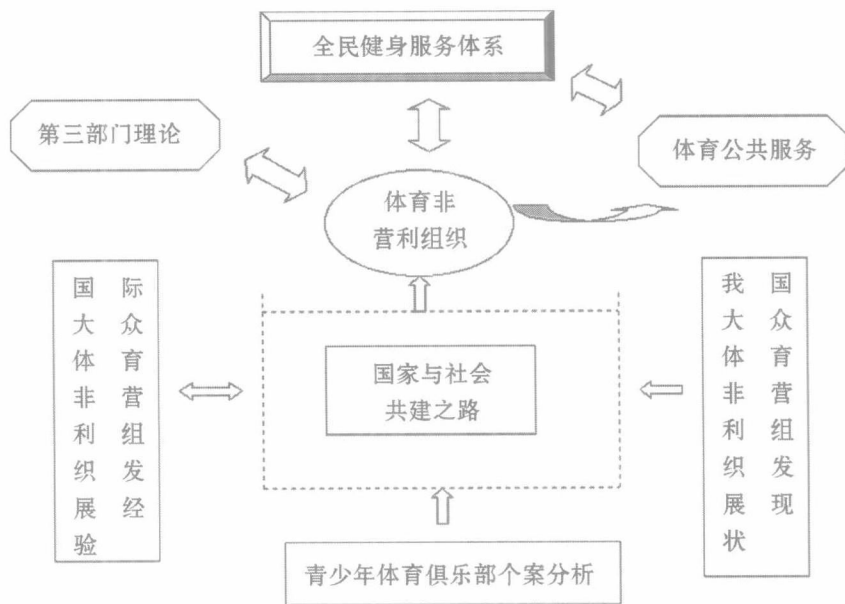 全民健身服务体系
第三部门理论
体育公共服务
体育非
营利组织
国际
大众
体育
非营
利组
织发
展经
验
国家与社会
共建之路
我国
大众
体育
非营
利组
织发
展现
状
青少年体育俱乐部个案分析